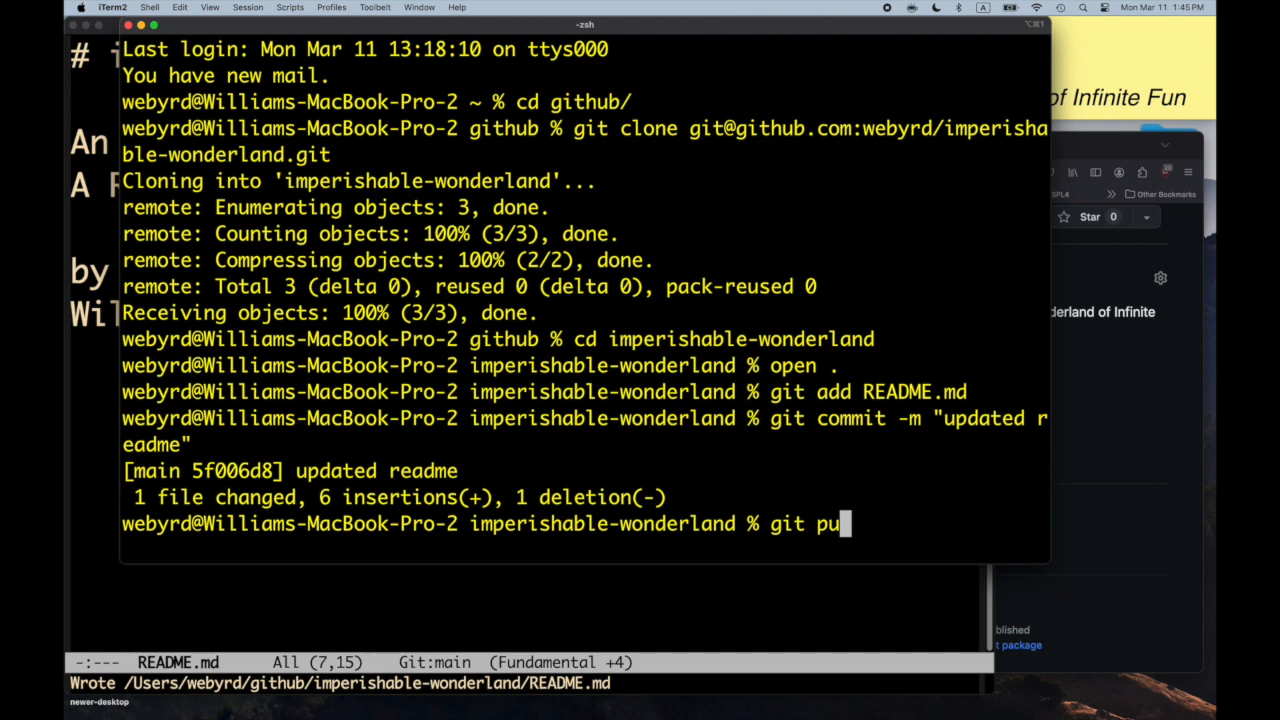 iTerm2 Shell Edit View Session Scripts Profiles Toolbelt Window Help Mon Mar 11 1:45 PM
-zsh
⌥⌘1
Last login: Mon Mar 11 13:18:10 on ttys000
You have new mail.
webyrd@Williams-MacBook-Pro-2 ~ % cd github/
webyrd@Williams-MacBook-Pro-2 github % git clone git@github.com:webyrd/imperisha
ble-wonderland.git
Cloning into 'imperishable-wonderland'...
remote: Enumerating objects: 3, done.
remote: Counting objects: 100% (3/3), done.
remote: Compressing objects: 100% (2/2), done.
remote: Total 3 (delta 0), reused 0 (delta 0), pack-reused 0
Receiving objects: 100% (3/3), done.
webyrd@Williams-MacBook-Pro-2 github % cd imperishable-wonderland
webyrd@Williams-MacBook-Pro-2 imperishable-wonderland % open .
webyrd@Williams-MacBook-Pro-2 imperishable-wonderland % git add README.md
webyrd@Williams-MacBook-Pro-2 imperishable-wonderland % git commit -m "updated r
eadme"
[main 5f006d8] updated readme
1 file changed, 6 insertions(+), 1 deletion(-)
webyrd@Williams-MacBook-Pro-2 imperishable-wonderland % git pu
# i
An
A
by
Wil
of Infinite Fun
SPL4
Other Bookmarks
Star 0
derland of Infinite
blished
t package
-:--- README.md All (7,15) Git:main (Fundamental +4)
Wrote /Users/webyrd/github/imperishable-wonderland/README.md
newer-desktop